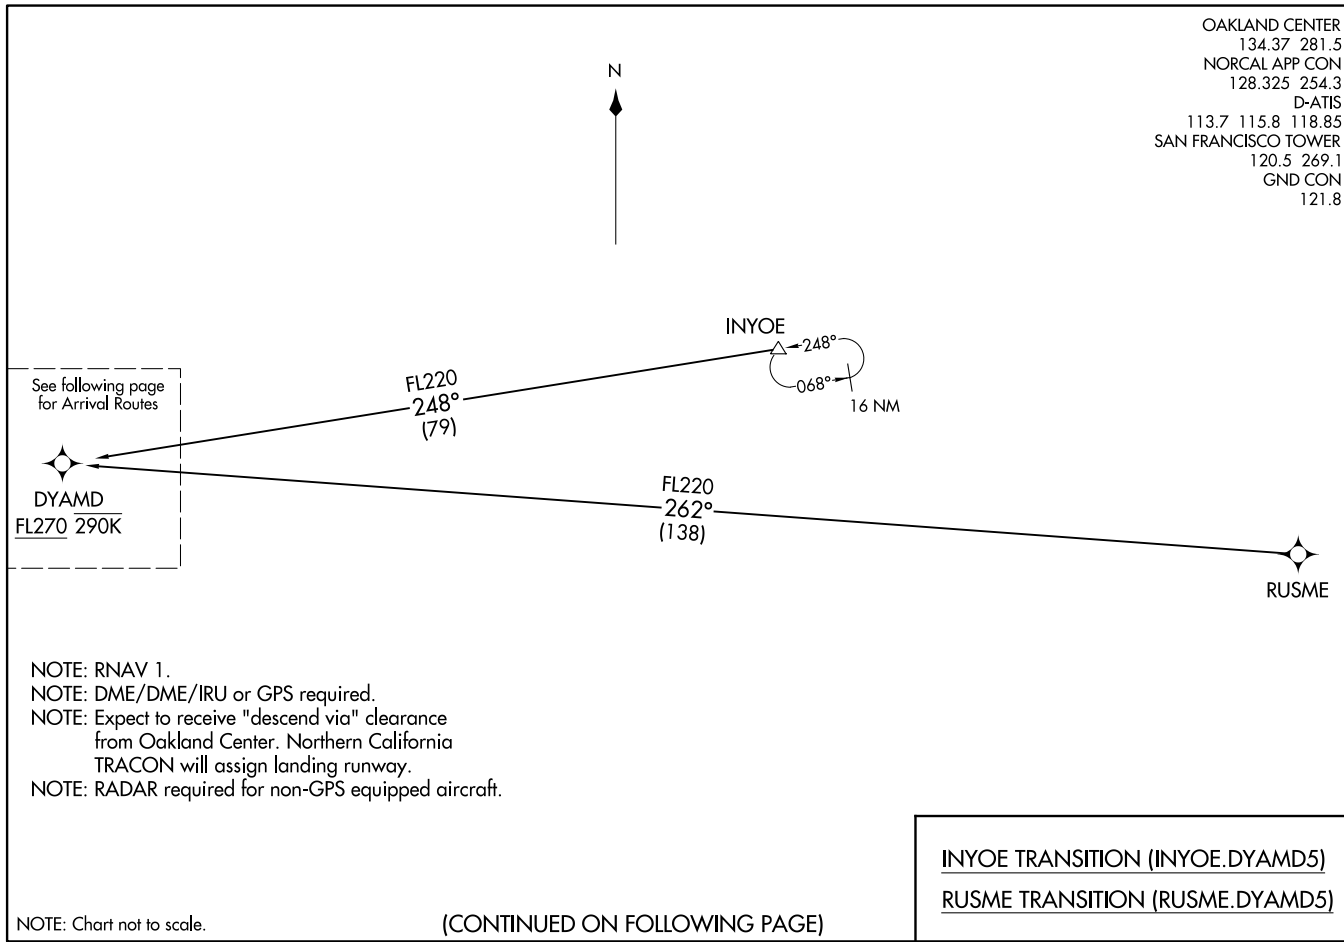 OAKLAND CENTER
134.37 281.5
NORCAL APP CON
128.325 254.3
D-ATIS
113.7 115.8 118.85
SAN FRANCISCO TOWER
120.5 269.1
GND CON
121.8
N
INYOE
248°
068°
16 NM
FL220
248°
(79)
See following page
for Arrival Routes
DYAMD
FL270 290K
FL220
262°
(138)
RUSME
NOTE: RNAV 1.
NOTE: DME/DME/IRU or GPS required.
NOTE: Expect to receive "descend via" clearance
from Oakland Center. Northern California
TRACON will assign landing runway.
NOTE: RADAR required for non-GPS equipped aircraft.
INYOE TRANSITION (INYOE.DYAMD5)
RUSME TRANSITION (RUSME.DYAMD5)
NOTE: Chart not to scale.
(CONTINUED ON FOLLOWING PAGE)